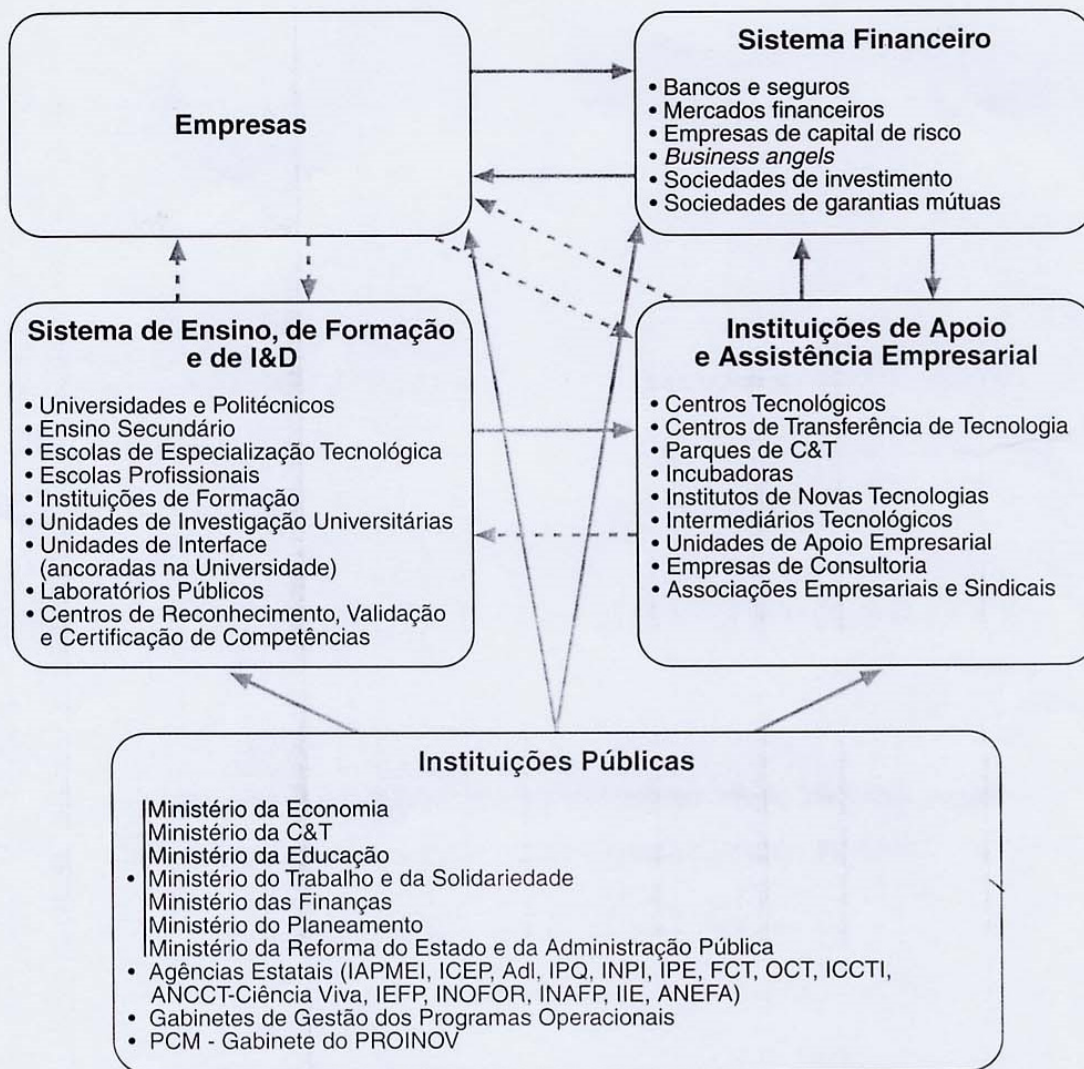 Empresas
Sistema Financeiro
• Bancos e seguros
• Mercados financeiros
• Empresas de capital de risco
• Business angels
• Sociedades de investimento
• Sociedades de garantias mútuas
Sistema de Ensino, de Formação
e de I&D
• Universidades e Politécnicos
• Ensino Secundário
• Escolas de Especialização Tecnológica
• Escolas Profissionais
• Instituições de Formação
• Unidades de Investigação Universitárias
• Unidades de Interface
(ancoradas na Universidade)
• Laboratórios Públicos
• Centros de Reconhecimento, Validação
e Certificação de Competências
Instituições de Apoio
e Assistência Empresarial
• Centros Tecnológicos
• Centros de Transferência de Tecnologia
• Parques de C&T
• Incubadoras
• Institutos de Novas Tecnologias
• Intermediários Tecnológicos
• Unidades de Apoio Empresarial
• Empresas de Consultoria
• Associações Empresariais e Sindicais
Instituições Públicas
Ministério da Economia
Ministério da C&T
Ministério da Educação
• Ministério do Trabalho e da Solidariedade
Ministério das Finanças
Ministério do Planeamento
Ministério da Reforma do Estado e da Administração Pública
• Agências Estatais (IAPMEI, ICEP, AdI, IPQ, INPI, IPE, FCT, OCT, ICCTI,
ANCCT-Ciência Viva, IEFP, INOFOR, INAFP, IIE, ANEFA)
• Gabinetes de Gestão dos Programas Operacionais
• PCM - Gabinete do PROINOV